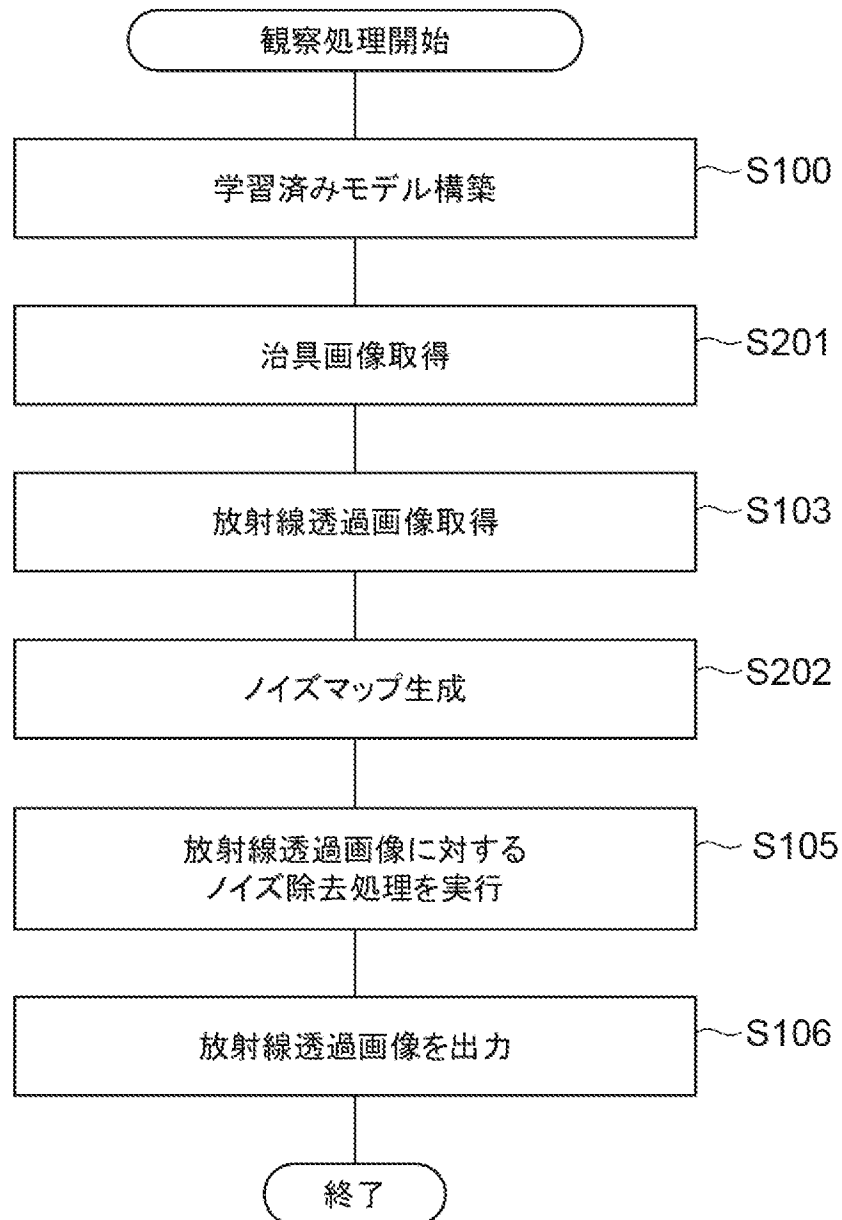 観察処理開始
学習済みモデル構築
S100
治具画像取得
S201
放射線透過画像取得
S103
ノイズマップ生成
S202
放射線透過画像に対する
ノイズ除去処理を実行
S105
放射線透過画像を出力
S106
終了